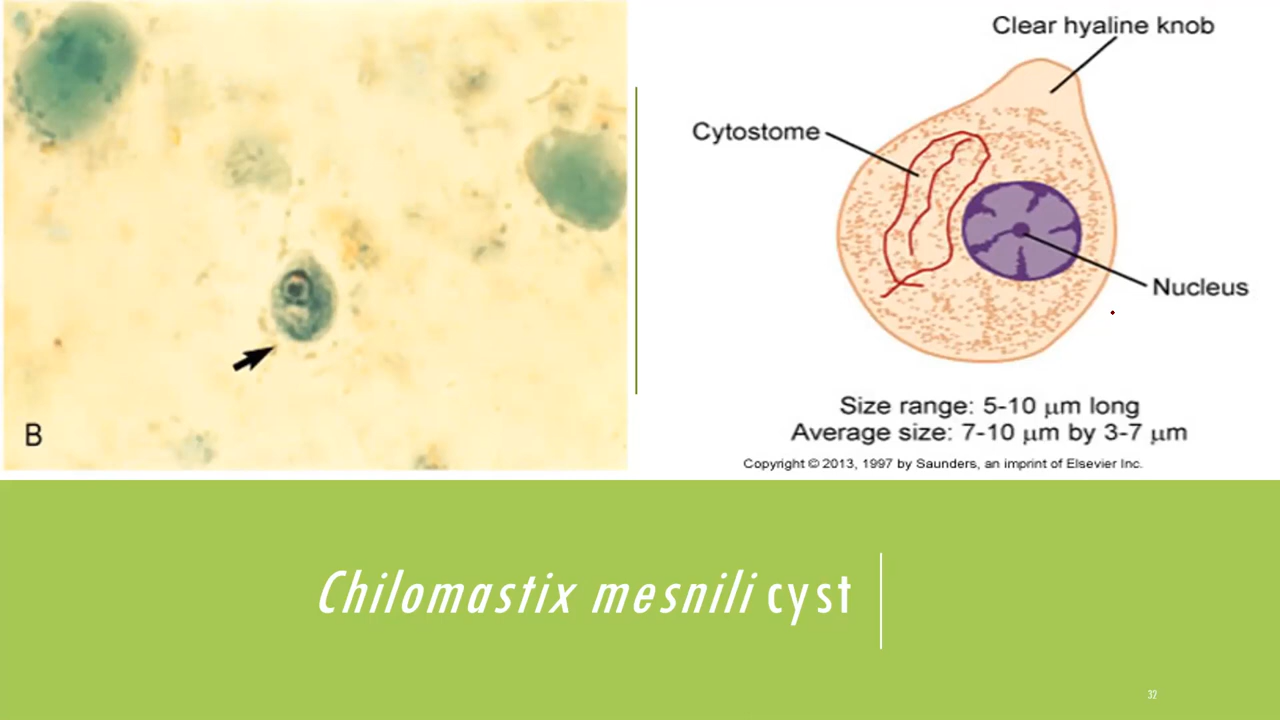 B
Clear hyaline knob
Cytostome
Nucleus
Size range: 5-10 μm long
Average size: 7-10 μm by 3-7 μm
Copyright © 2013, 1997 by Saunders, an imprint of Elsevier Inc.
Chilomastix mesnili cyst
32